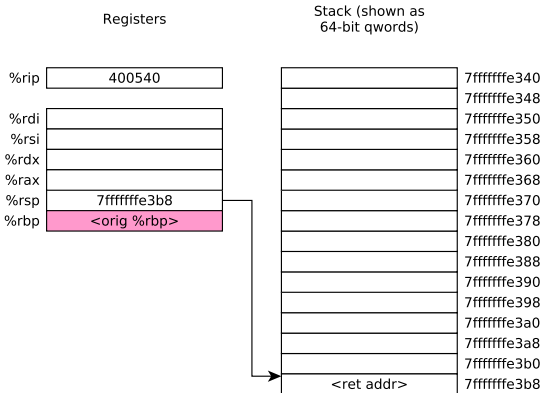 Registers
Stack (shown as
64-bit qwords)
%rip 400540
%rdi
%rsi
%rdx
%rax
%rsp 7fffffffe3b8
%rbp <orig %rbp>
7fffffffe340
7fffffffe348
7fffffffe350
7fffffffe358
7fffffffe360
7fffffffe368
7fffffffe370
7fffffffe378
7fffffffe380
7fffffffe388
7fffffffe390
7fffffffe398
7fffffffe3a0
7fffffffe3a8
7fffffffe3b0
<ret addr> 7fffffffe3b8